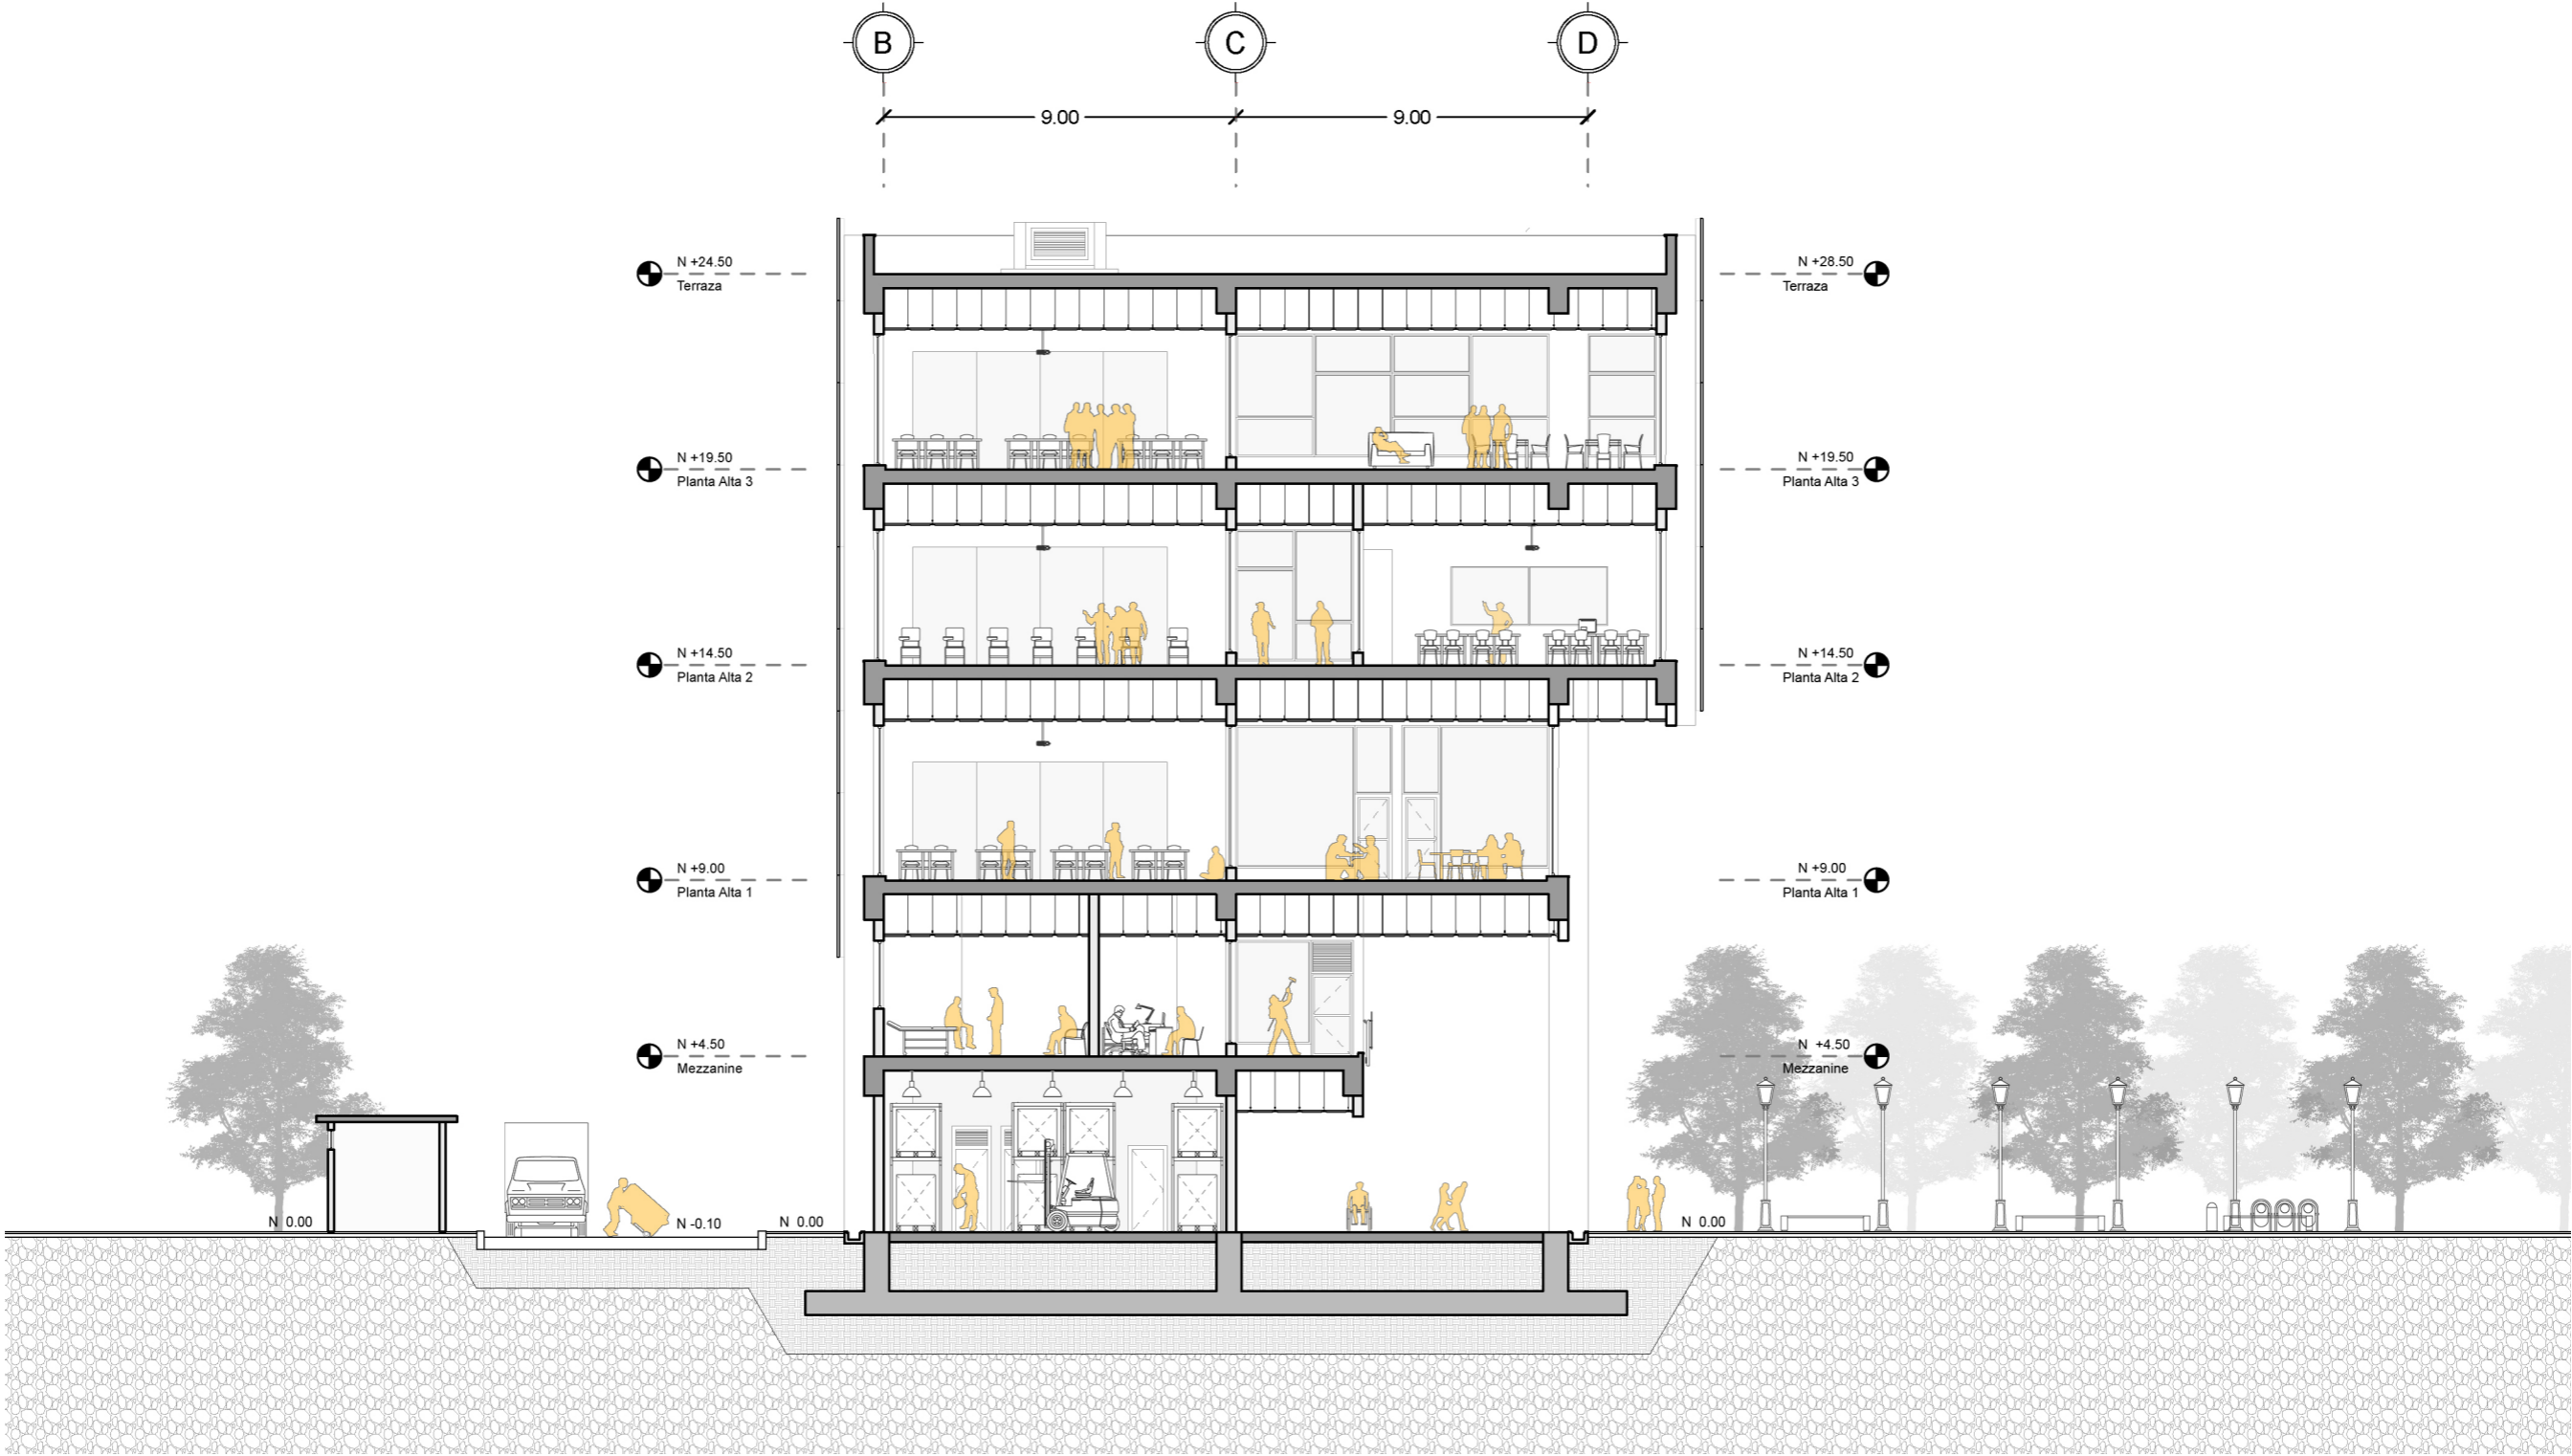 B C D
9.00 9.00
N +24.50 N +28.50
Terraza Terraza
N +19.50 N +19.50
Planta Alta 3 Planta Alta 3
N +14.50 N +14.50
Planta Alta 2 Planta Alta 2
N +9.00 N +9.00
Planta Alta 1 Planta Alta 1
N +4.50 N +4.50
Mezzanine Mezzanine
N 0.00 N -0.10 N 0.00 N 0.00